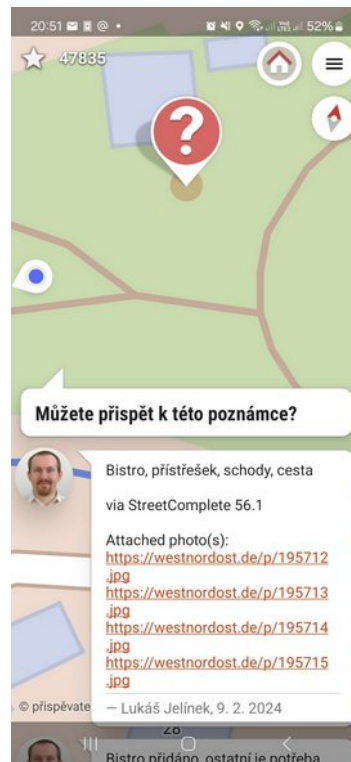 20:51 52%
47835
?
Můžete přispět k této poznámce?
Bistro, přístřešek, schody, cesta
via StreetComplete 56.1
Attached photo(s):
https://westnordost.de/p/195712
.jpg
https://westnordost.de/p/195713
.jpg
https://westnordost.de/p/195714
.jpg
https://westnordost.de/p/195715
.jpg
© přispěvate
— Lukáš Jelínek, 9. 2. 2024
28
Bistro přidáno, ostatní je potřeba